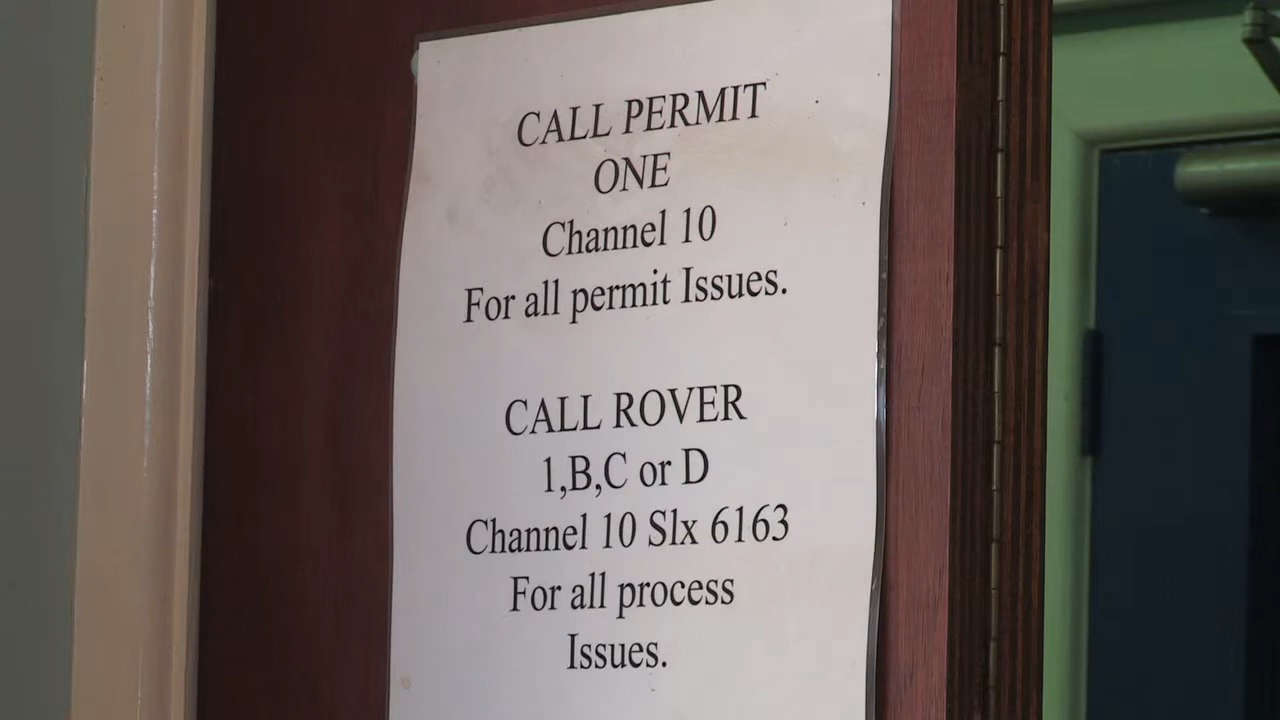 CALL PERMIT
ONE
Channel 10
For all permit Issues.
CALL ROVER
1,B,C or D
Channel 10 Slx 6163
For all process
Issues.